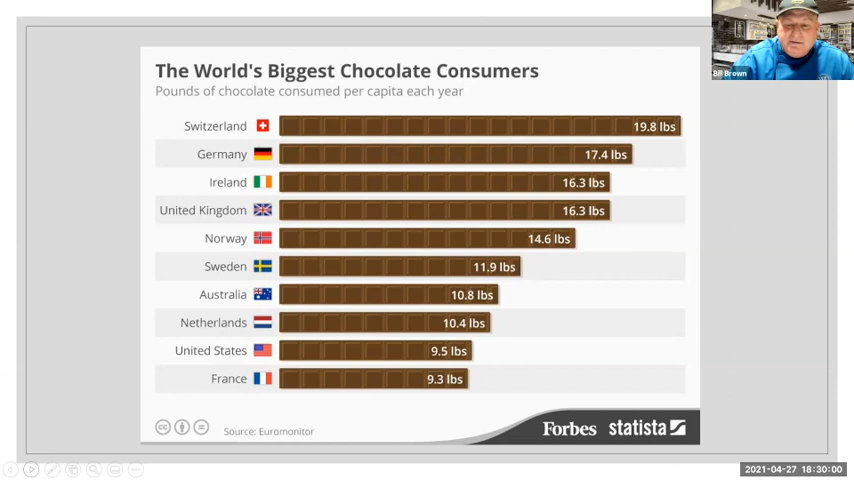 The World's Biggest Chocolate Consumers
Pounds of chocolate consumed per capita each year
Switzerland 19.8 lbs
Germany 17.4 lbs
Ireland 16.3 lbs
United Kingdom 16.3 lbs
Norway 14.6 lbs
Sweden 11.9 lbs
Australia 10.8 lbs
Netherlands 10.4 lbs
United States 9.5 lbs
France 9.3 lbs
cc Source: Euromonitor
Forbes statista
Bill Brown
2021-04-27 18:30:00